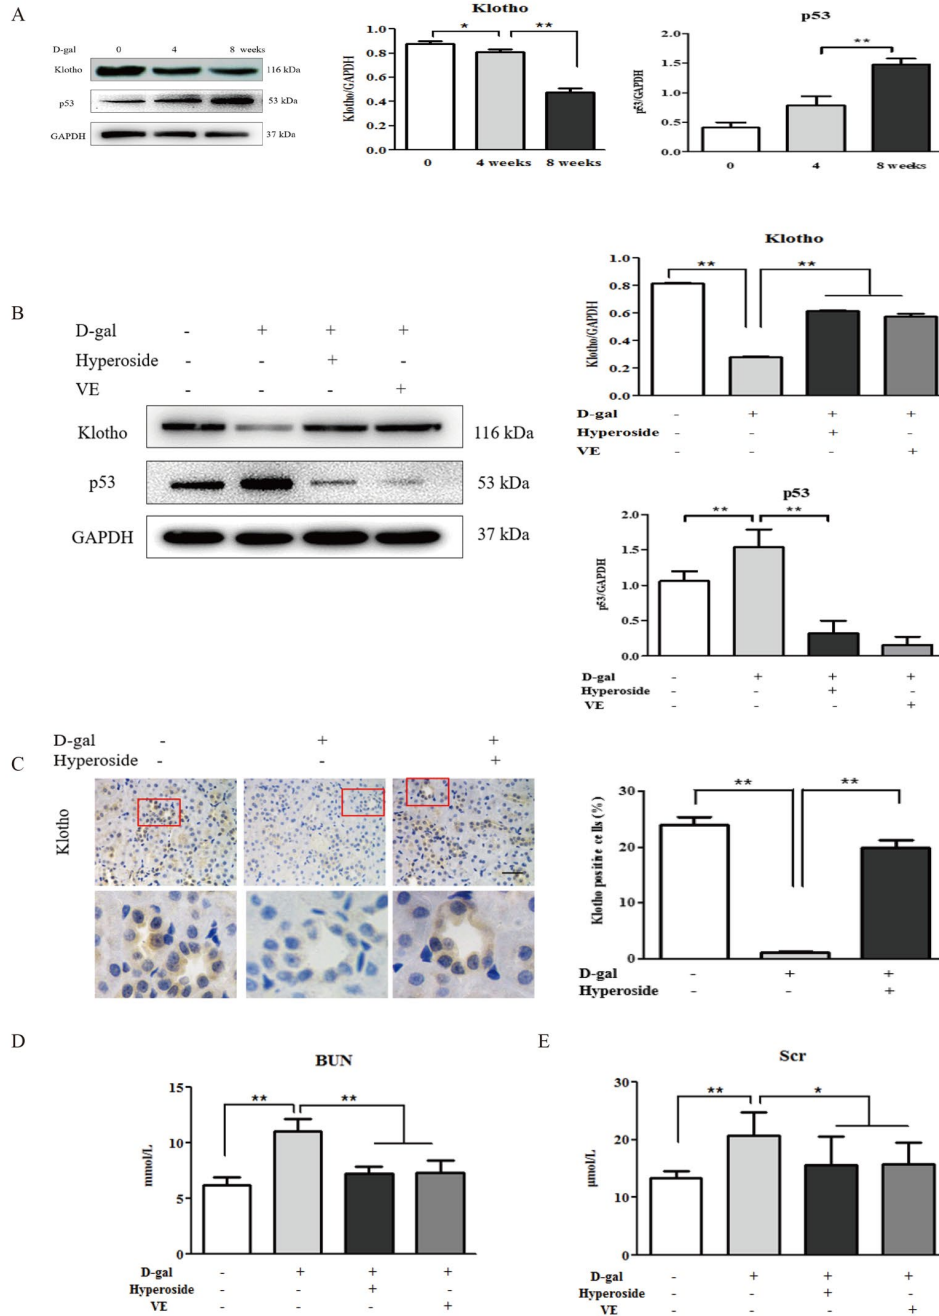 A
D-gal 0 4 8 weeks
Klotho 116 kDa
p53 53 kDa
GAPDH 37 kDa
Klotho
Klotho/GAPDH
1.0
0.8
0.6
0.4
0.2
0.0
* **
0 4 weeks 8 weeks
p53
p53/GAPDH
2.0
1.5
1.0
0.5
0.0
**
0 4 8 weeks
B
D-gal - + + +
Hyperoside - - + -
VE - - - +
Klotho 116 kDa
p53 53 kDa
GAPDH 37 kDa
Klotho
Klotho/GAPDH
1.0
0.8
0.6
0.4
0.2
0.0
** **
D-gal - + + +
Hyperoside - - + -
VE - - - +
p53
p53/GAPDH
2.0
1.5
1.0
0.5
0.0
** **
D-gal - + + +
Hyperoside - - + -
VE - - - +
C
D-gal - + +
Hyperoside - - +
Klotho
Klotho positive cells (%)
30
20
10
0
** **
D-gal - + +
Hyperoside - - +
D
BUN
mmol/L
15
10
5
0
** **
D-gal - + + +
Hyperoside - - + -
VE - - - +
E
Scr
μmol/L
30
20
10
0
** *
D-gal - + + +
Hyperoside - - + -
VE - - - +